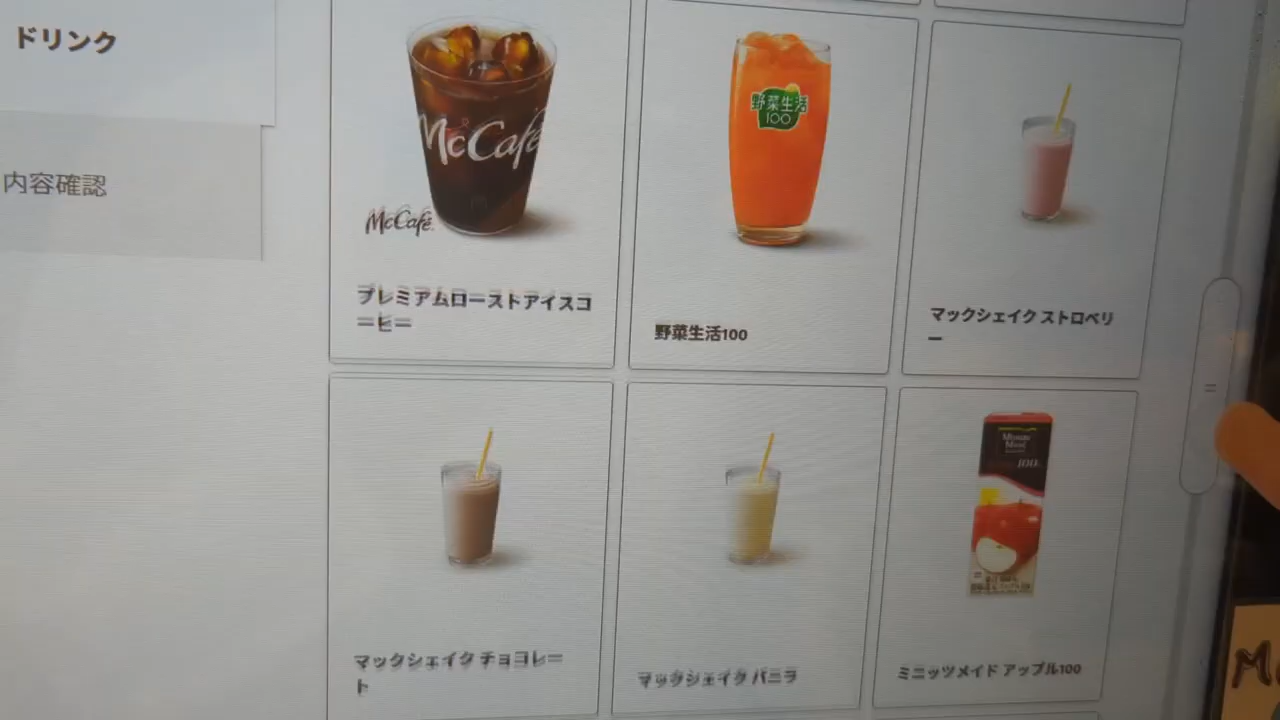 ドリンク
内容確認
McCafé
McCafé
プレミアムローストアイスコ
ーヒー
野菜生活
100
野菜生活100
マックシェイク ストロベリ
ー
マックシェイク チョコレー
ト
マックシェイク バニラ
Minute
Maid
100
ミニッツメイド アップル100